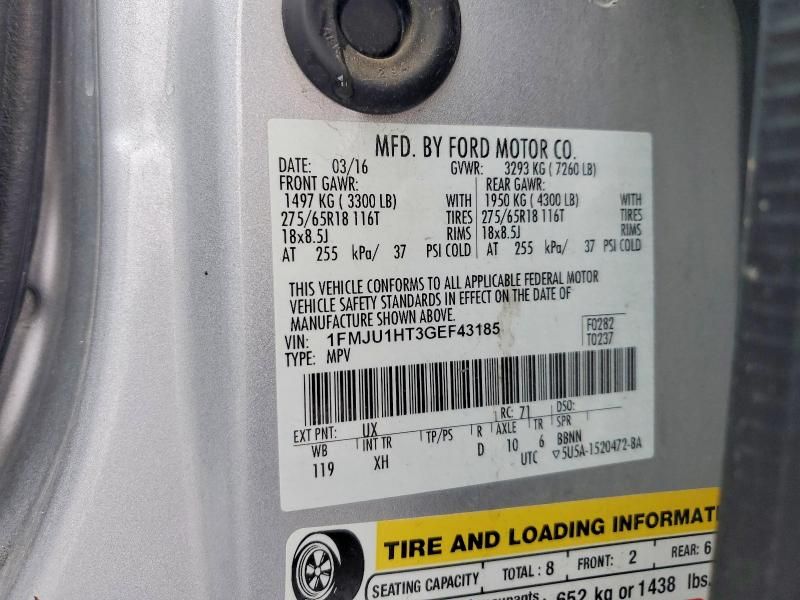 MFD. BY FORD MOTOR CO.
DATE: 03/16 GVWR: 3293 KG ( 7260 LB)
FRONT GAWR: REAR GAWR:
1497 KG ( 3300 LB) WITH 1950 KG ( 4300 LB) WITH
275/65R18 116T TIRES 275/65R18 116T TIRES
18x8.5J RIMS 18x8.5J RIMS
AT 255 kPa/ 37 PSI COLD AT 255 kPa/ 37 PSI COLD
THIS VEHICLE CONFORMS TO ALL APPLICABLE FEDERAL MOTOR
VEHICLE SAFETY STANDARDS IN EFFECT ON THE DATE OF
MANUFACTURE SHOWN ABOVE.
VIN: 1FMJU1HT3GEF43185
F0282
T0237
TYPE: MPV
EXT PNT: UX RC: 71 DSO:
WB INT TR TP/PS R AXLE TR SPR
119 XH D 10 6 BBNN
UTC ▽5U5A-1520472-BA
TIRE AND LOADING INFORMATI
SEATING CAPACITY TOTAL : 8 FRONT: 2 REAR: 6
652 kg or 1438 lbs.